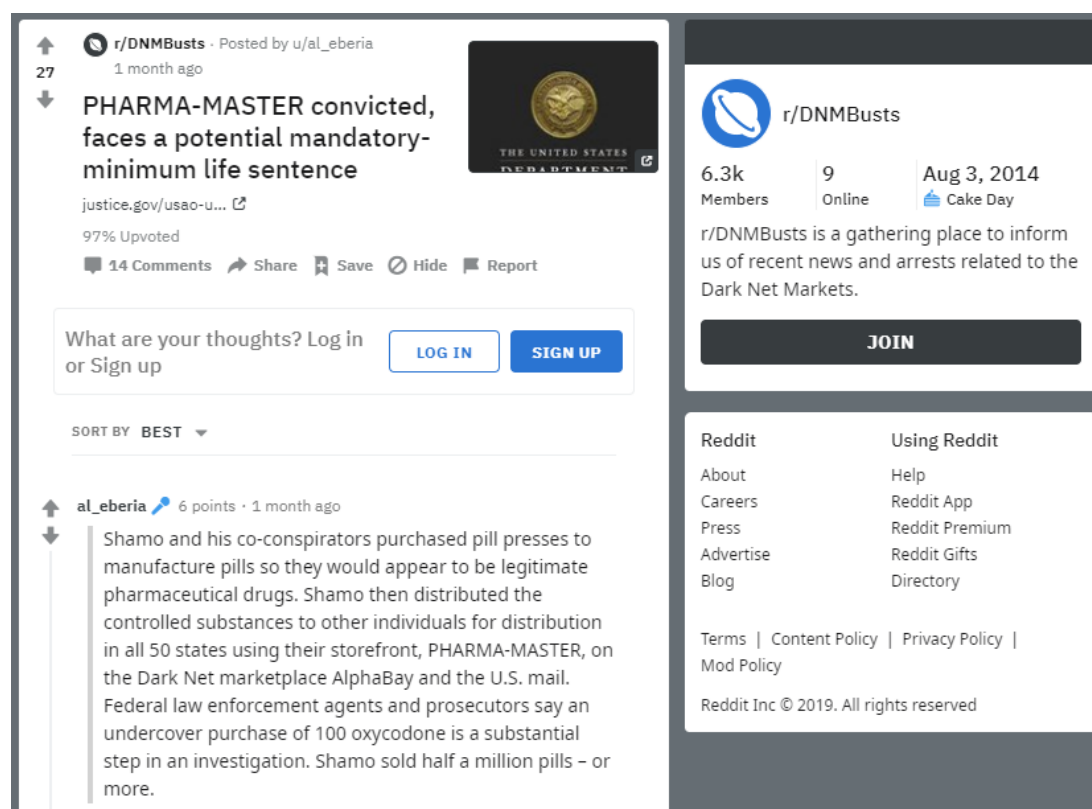 r/DNMBusts · Posted by u/al_eberia
1 month ago
27
PHARMA-MASTER convicted,
faces a potential mandatory-
minimum life sentence
justice.gov/usao-u...
97% Upvoted
14 Comments Share Save Hide Report
THE UNITED STATES
DEPARTMENT
What are your thoughts? Log in
or Sign up
LOG IN
SIGN UP
SORT BY BEST
al_eberia 6 points · 1 month ago
Shamo and his co-conspirators purchased pill presses to
manufacture pills so they would appear to be legitimate
pharmaceutical drugs. Shamo then distributed the
controlled substances to other individuals for distribution
in all 50 states using their storefront, PHARMA-MASTER, on
the Dark Net marketplace AlphaBay and the U.S. mail.
Federal law enforcement agents and prosecutors say an
undercover purchase of 100 oxycodone is a substantial
step in an investigation. Shamo sold half a million pills – or
more.
r/DNMBusts
6.3k 9 Aug 3, 2014
Members Online Cake Day
r/DNMBusts is a gathering place to inform
us of recent news and arrests related to the
Dark Net Markets.
JOIN
Reddit Using Reddit
About Help
Careers Reddit App
Press Reddit Premium
Advertise Reddit Gifts
Blog Directory
Terms | Content Policy | Privacy Policy |
Mod Policy
Reddit Inc © 2019. All rights reserved